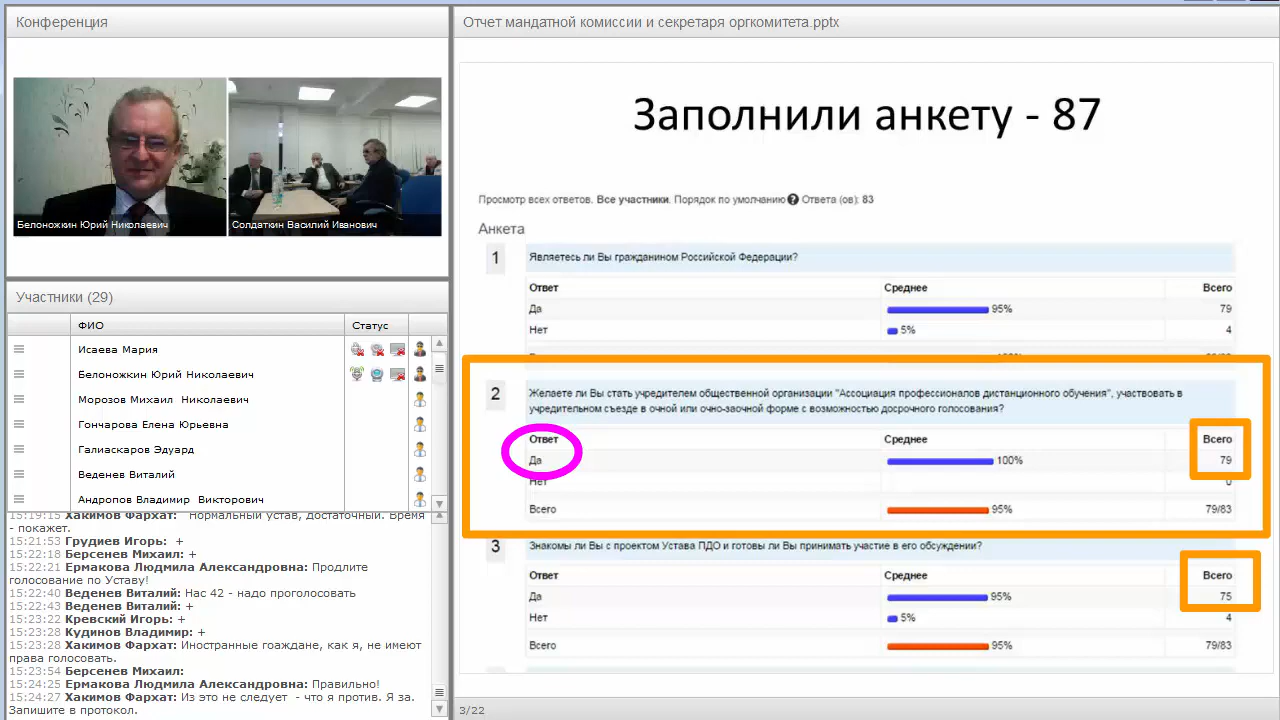 Конференция
Белоножкин Юрий Николаевич
Солдаткин Василий Иванович
Участники (29)
ФИО
Статус
Исаева Мария
Белоножкин Юрий Николаевич
Морозов Михаил Николаевич
Гончарова Елена Юрьевна
Галиаскаров Эдуард
Веденев Виталий
Андропов Владимир Викторович
15:19:15 Хакимов Фархат: Нормальный устав, достаточный. Время
- покажет.
15:21:53 Грудиев Игорь: +
15:22:18 Берсенев Михаил: +
15:22:21 Ермакова Людмила Александровна: Продлите
голосование по Уставу!
15:22:40 Веденев Виталий: Нас 42 - надо проголосовать
15:22:43 Веденев Виталий: +
15:23:22 Кревский Игорь: +
15:23:28 Кудинов Владимир: +
15:23:28 Хакимов Фархат: Иностранные гоаждане, как я, не имеют
права голосовать.
15:23:54 Берсенев Михаил:
15:24:25 Ермакова Людмила Александровна: Правильно!
15:24:27 Хакимов Фархат: Из это не следует - что я против. Я за.
Запишите в протокол.
Отчет мандатной комиссии и секретаря оргкомитета.pptx
Заполнили анкету - 87
Просмотр всех ответов. Все участники. Порядок по умолчанию ? Ответа (ов): 83
Анкета
1
Являетесь ли Вы гражданином Российской Федерации?
Ответ Среднее Всего
Да 95% 79
Нет 5% 4
2
Желаете ли Вы стать учредителем общественной организации "Ассоциация профессионалов дистанционного обучения", участвовать в
учредительном съезде в очной или очно-заочной форме с возможностью досрочного голосования?
Ответ Среднее Всего
Да 100% 79
Нет 0
Всего 95% 79/83
3
Знакомы ли Вы с проектом Устава ПДО и готовы ли Вы принимать участие в его обсуждении?
Ответ Среднее Всего
Да 95% 75
Нет 5% 4
Всего 95% 79/83
3/22